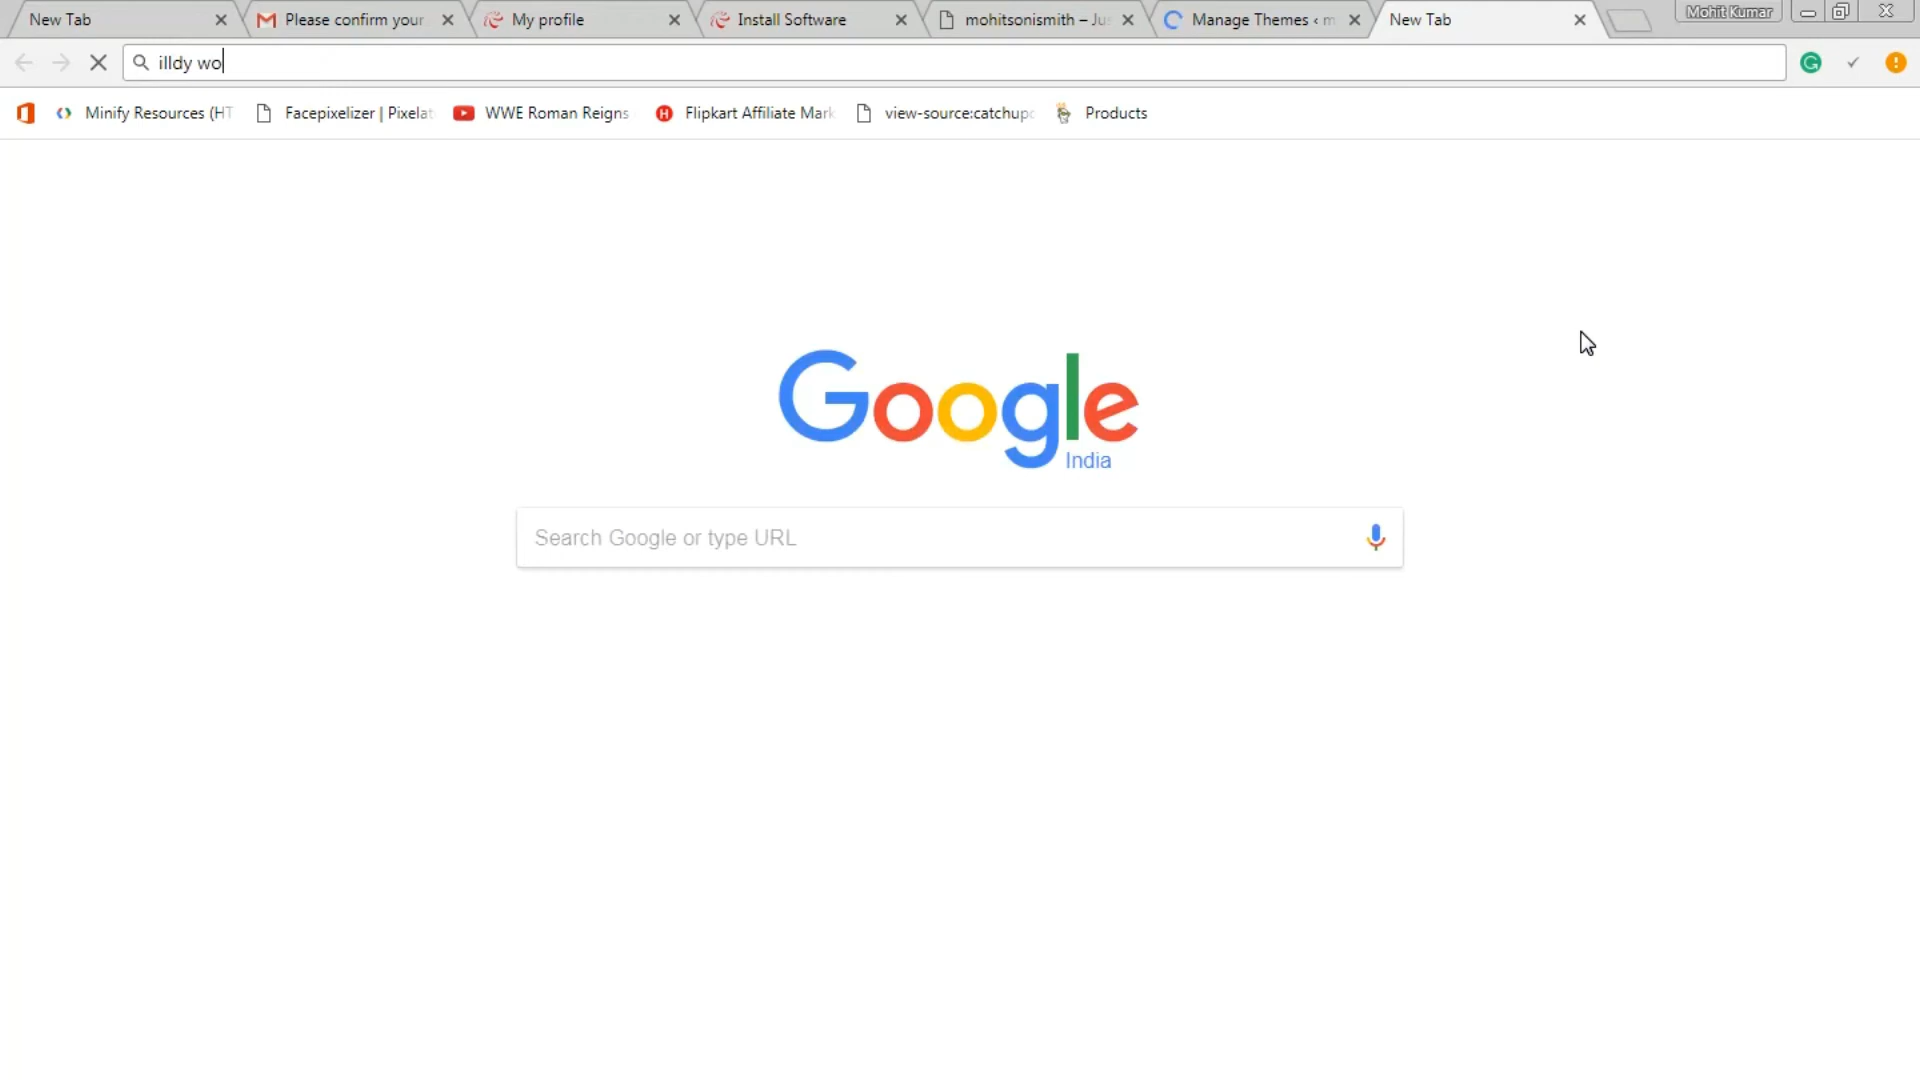 New Tab
Please confirm your
My profile
Install Software
mohitsonismith – Jus
Manage Themes ‹ m
New Tab
Mohit Kumar
illdy wo
Minify Resources (HT
Facepixelizer | Pixelat
WWE Roman Reigns
Flipkart Affiliate Mark
view-source:catchupc
Products
Google
India
Search Google or type URL